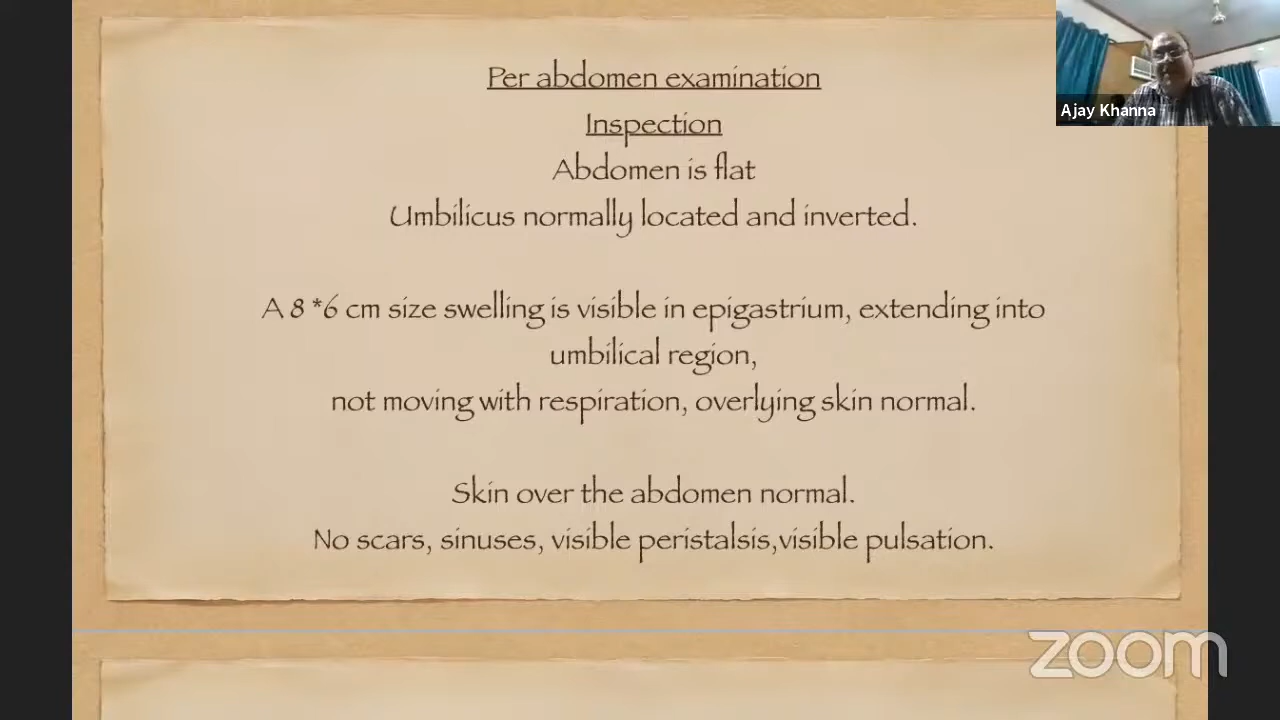 Per abdomen examination
Inspection
Abdomen is flat
Umbilicus normally located and inverted.
A 8 *6 cm size swelling is visible in epigastrium, extending into
umbilical region,
not moving with respiration, overlying skin normal.
Skin over the abdomen normal.
No scars, sinuses, visible peristalsis,visible pulsation.
Ajay Khanna
zoom